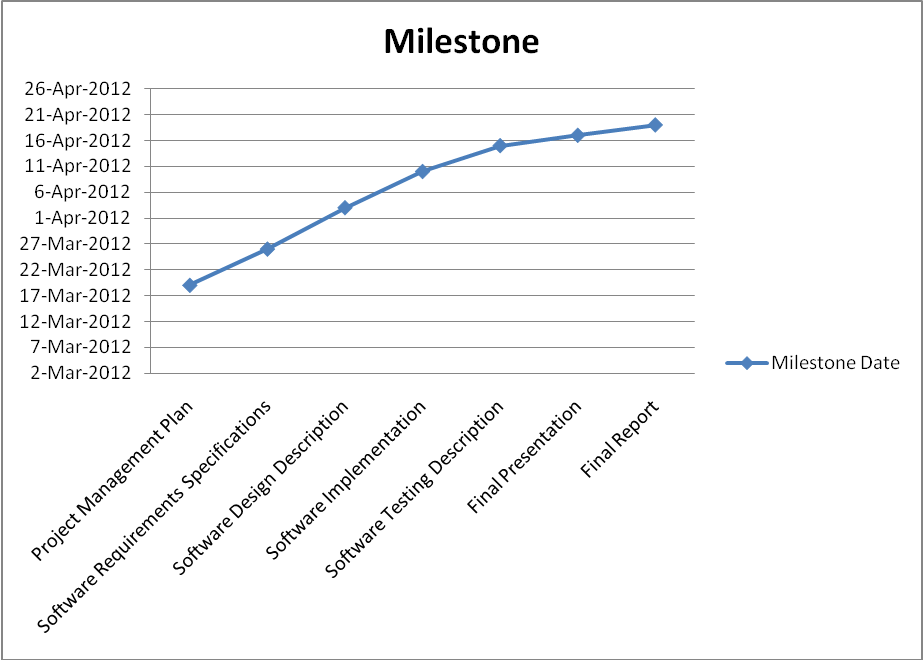 Milestone
26-Apr-2012
21-Apr-2012
16-Apr-2012
11-Apr-2012
6-Apr-2012
1-Apr-2012
27-Mar-2012
22-Mar-2012
17-Mar-2012
12-Mar-2012
7-Mar-2012
2-Mar-2012
Milestone Date
Project Management Plan
Software Requirements Specifications
Software Design Description
Software Implementation
Software Testing Description
Final Presentation
Final Report